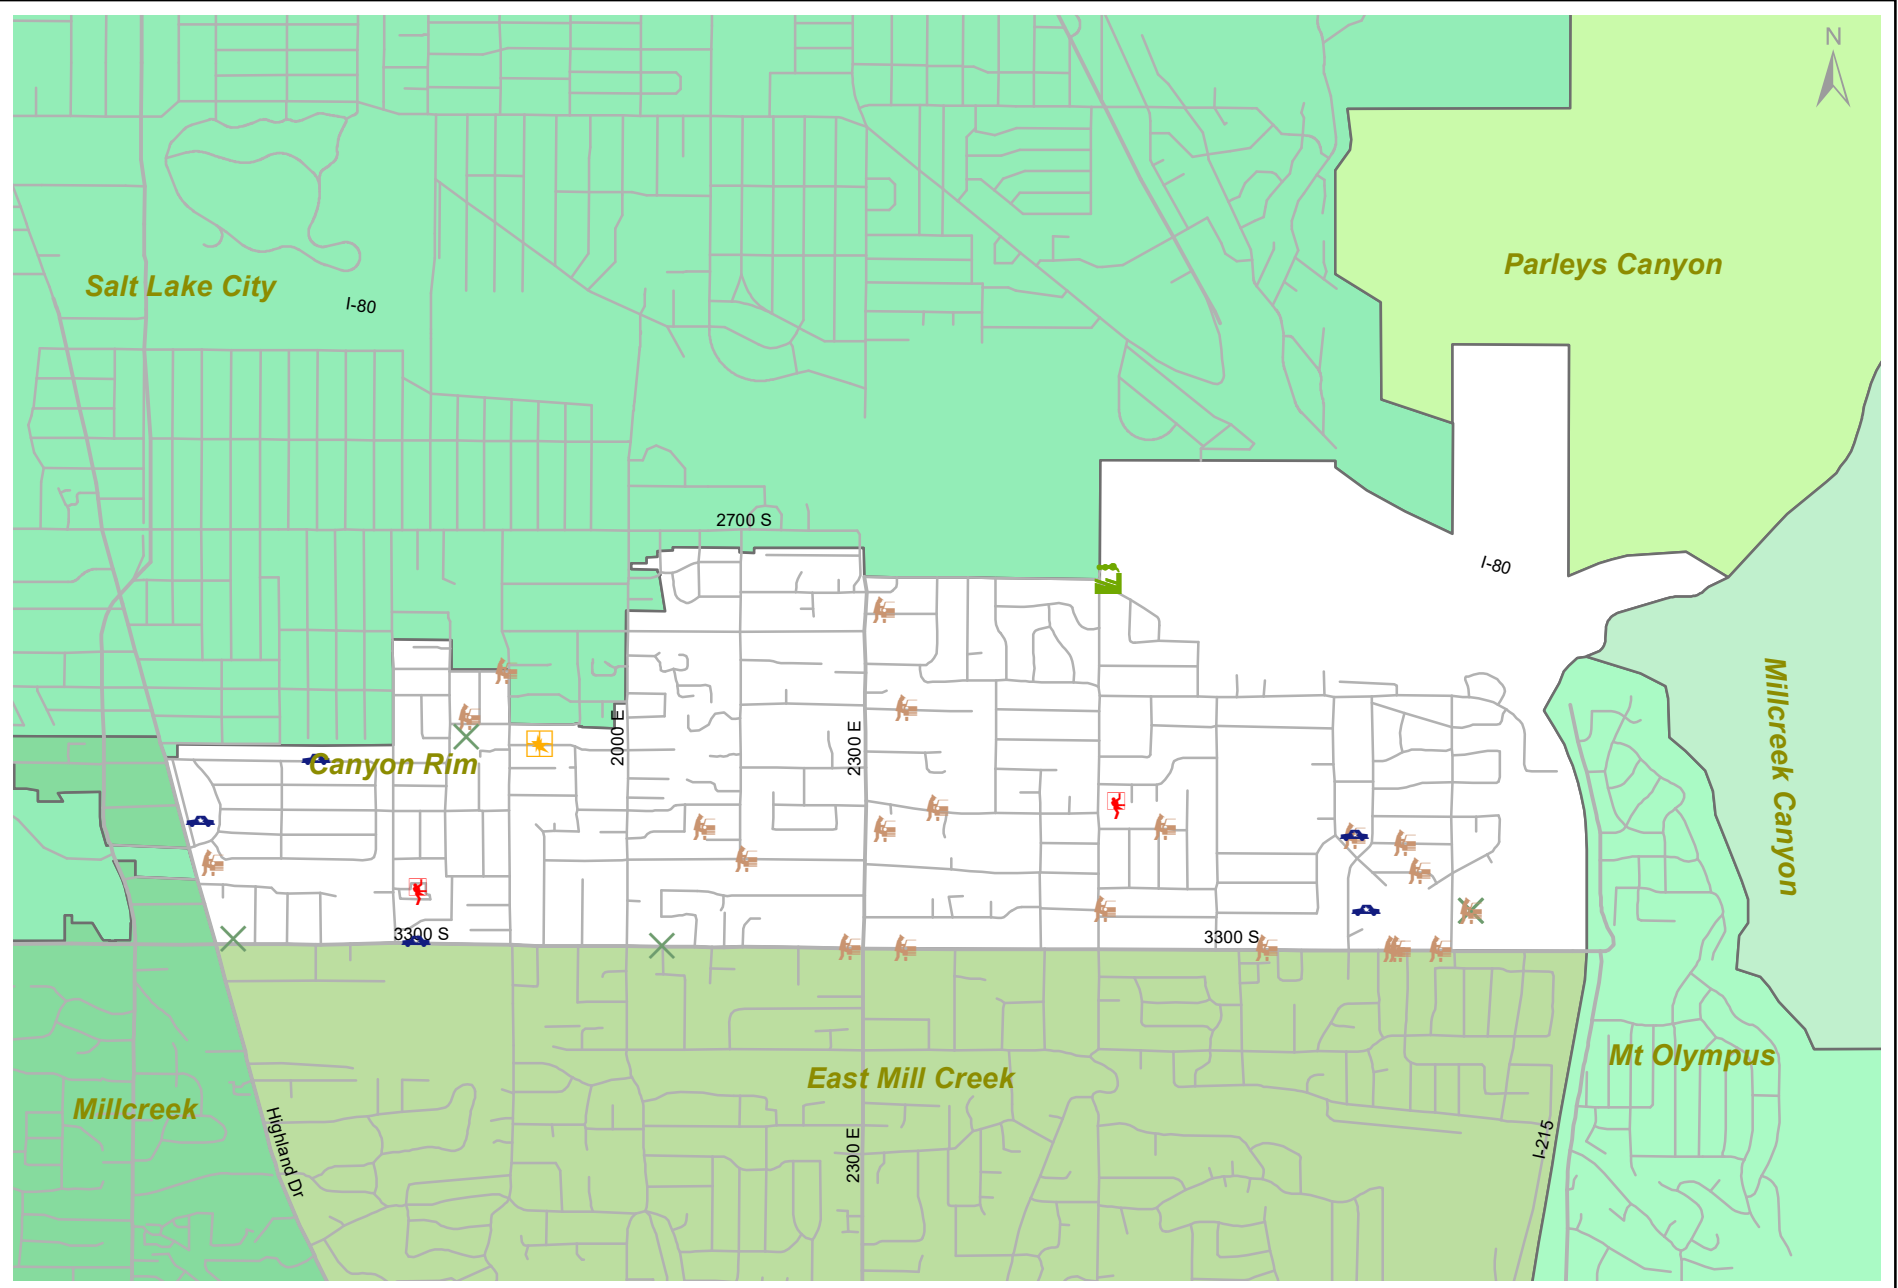 N
Parleys Canyon
Salt Lake City
I-80
2700 S
I-80
Millcreek Canyon
2000 E
2300 E
Canyon Rim
3300 S
3300 S
Mt Olympus
East Mill Creek
Millcreek
Highland Dr
2300 E
I-215